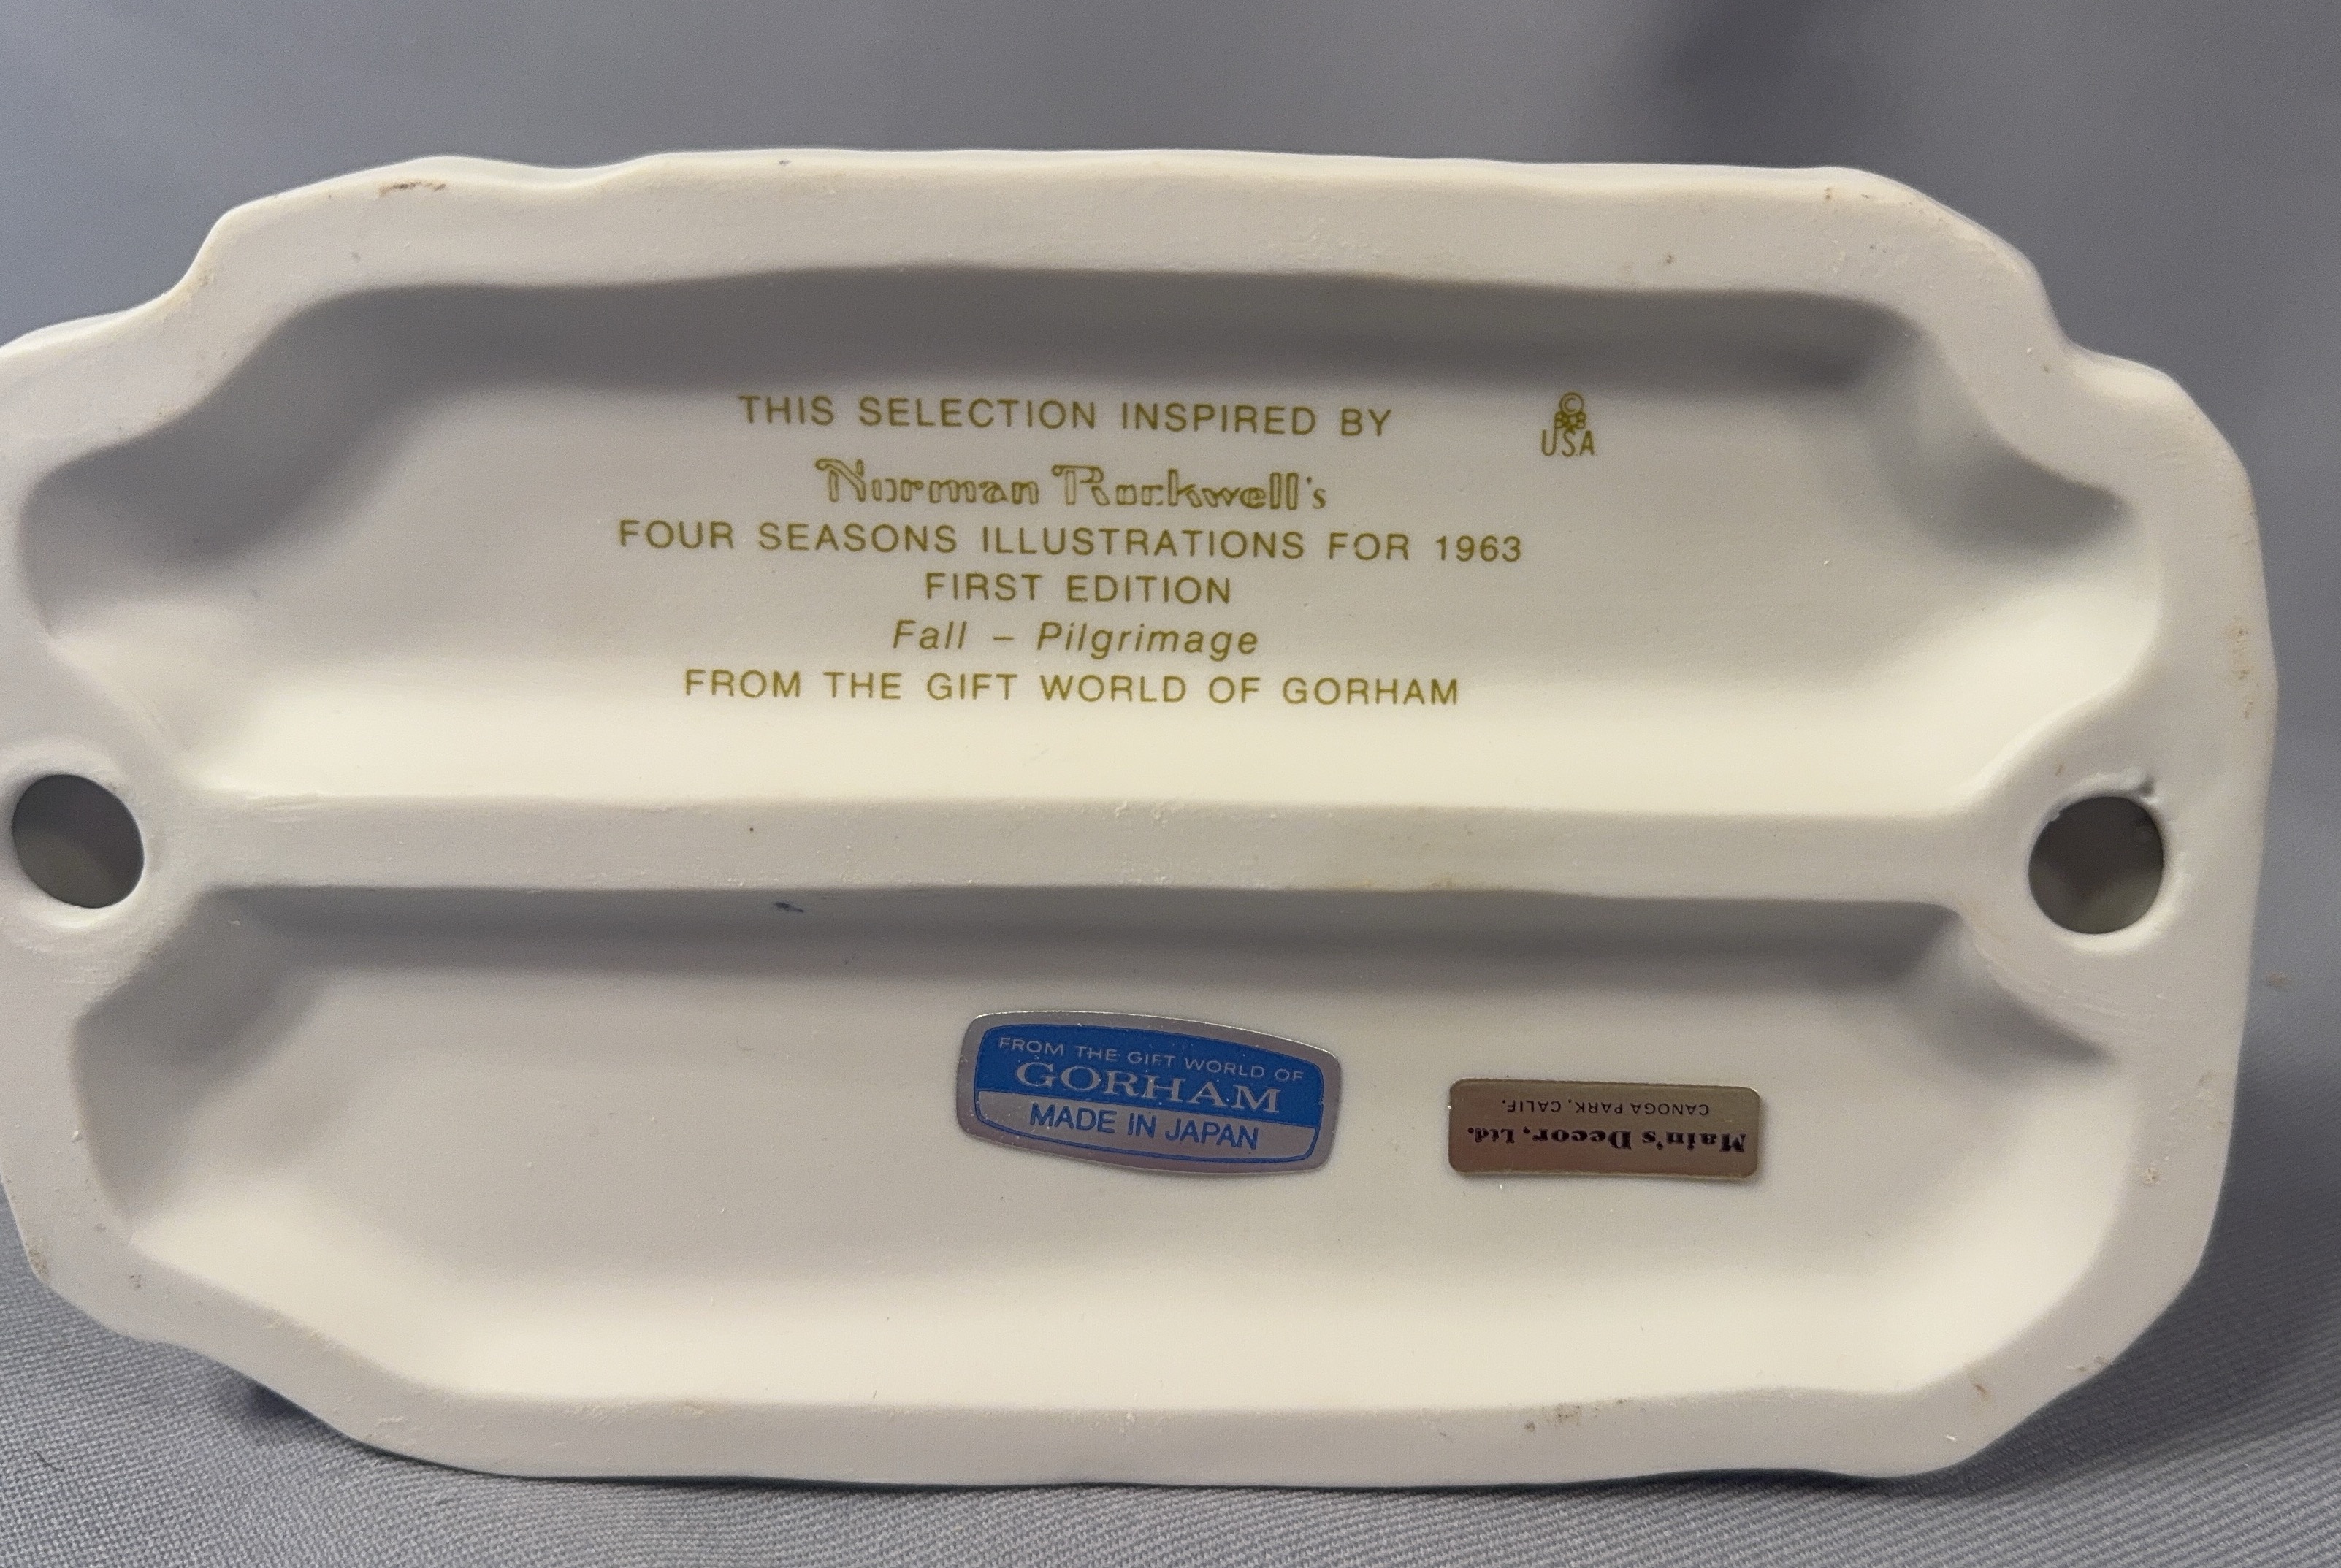 THIS SELECTION INSPIRED BY
©
USA
Norman Rockwell's
FOUR SEASONS ILLUSTRATIONS FOR 1963
FIRST EDITION
Fall – Pilgrimage
FROM THE GIFT WORLD OF GORHAM
FROM THE GIFT WORLD OF
GORHAM
MADE IN JAPAN
Main's Decor, Ltd.
CANOGA PARK, CALIF.